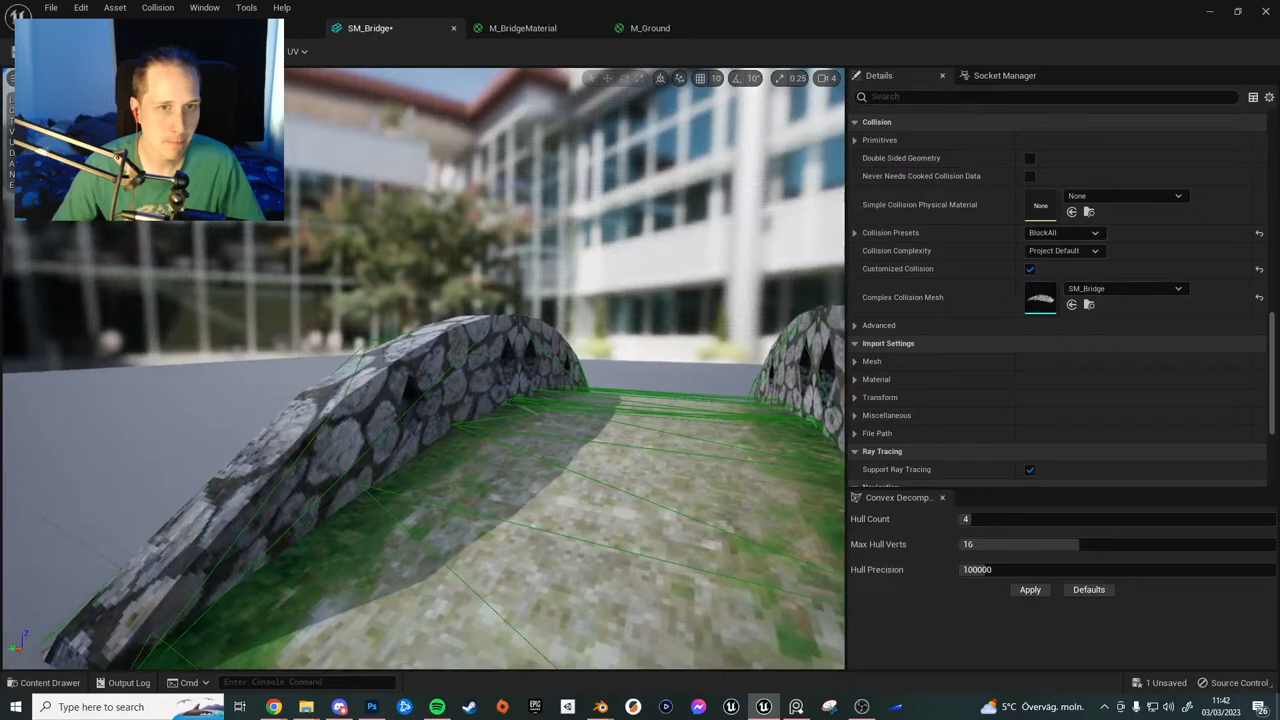 File Edit Asset Collision Window Tools Help
SM_Bridge*
M_BridgeMaterial
M_Ground
UV
10
10°
0.25
4
Details
Socket Manager
Search
Collision
Primitives
Double Sided Geometry
Never Needs Cooked Collision Data
Simple Collision Physical Material
None
None
Collision Presets
BlockAll
Collision Complexity
Project Default
Customized Collision
Complex Collision Mesh
SM_Bridge
Advanced
Import Settings
Mesh
Material
Transform
Miscellaneous
File Path
Ray Tracing
Support Ray Tracing
Convex Decomp...
Hull Count
4
Max Hull Verts
16
Hull Precision
100000
Apply
Defaults
Z
Content Drawer
Output Log
Cmd
Enter Console Command
1 Unsaved
Source Control
Type here to search
5°C Överväg. moln.
11:42
03/03/2025